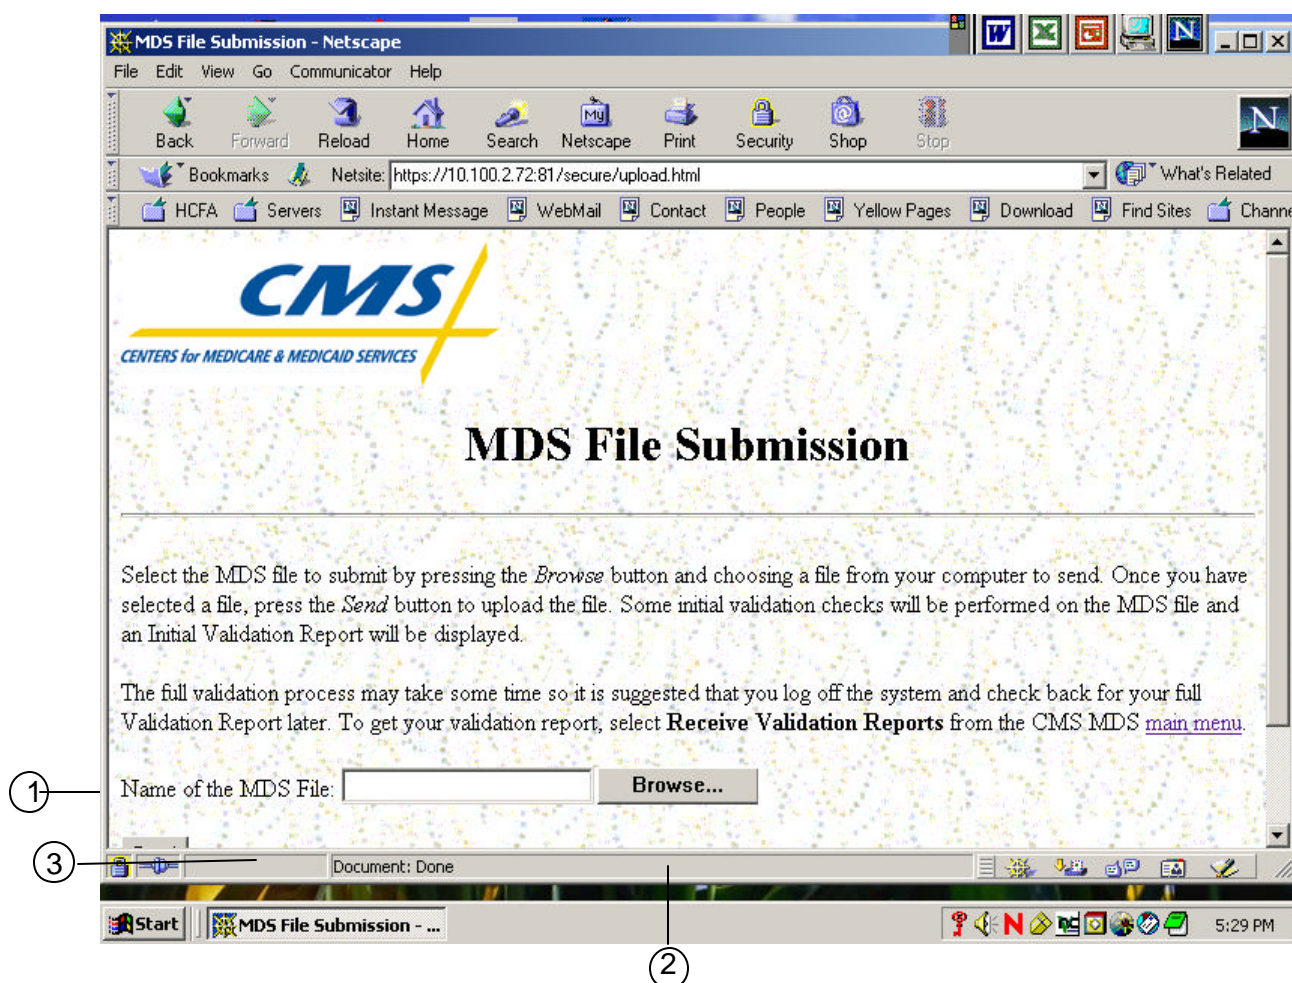 MDS File Submission - Netscape
File Edit View Go Communicator Help
Back Forward Reload Home Search Netscape Print Security Shop Stop
Bookmarks Netsite: https://10.100.2.72:81/secure/upload.html What's Related
HCFA Servers Instant Message WebMail Contact People Yellow Pages Download Find Sites Channe
CMS
CENTERS for MEDICARE & MEDICAID SERVICES
MDS File Submission
Select the MDS file to submit by pressing the Browse button and choosing a file from your computer to send. Once you have
selected a file, press the Send button to upload the file. Some initial validation checks will be performed on the MDS file and
an Initial Validation Report will be displayed.
The full validation process may take some time so it is suggested that you log off the system and check back for your full
Validation Report later. To get your validation report, select Receive Validation Reports from the CMS MDS main menu.
1 Name of the MDS File: Browse...
3 Document: Done
Start MDS File Submission - ... 5:29 PM
2